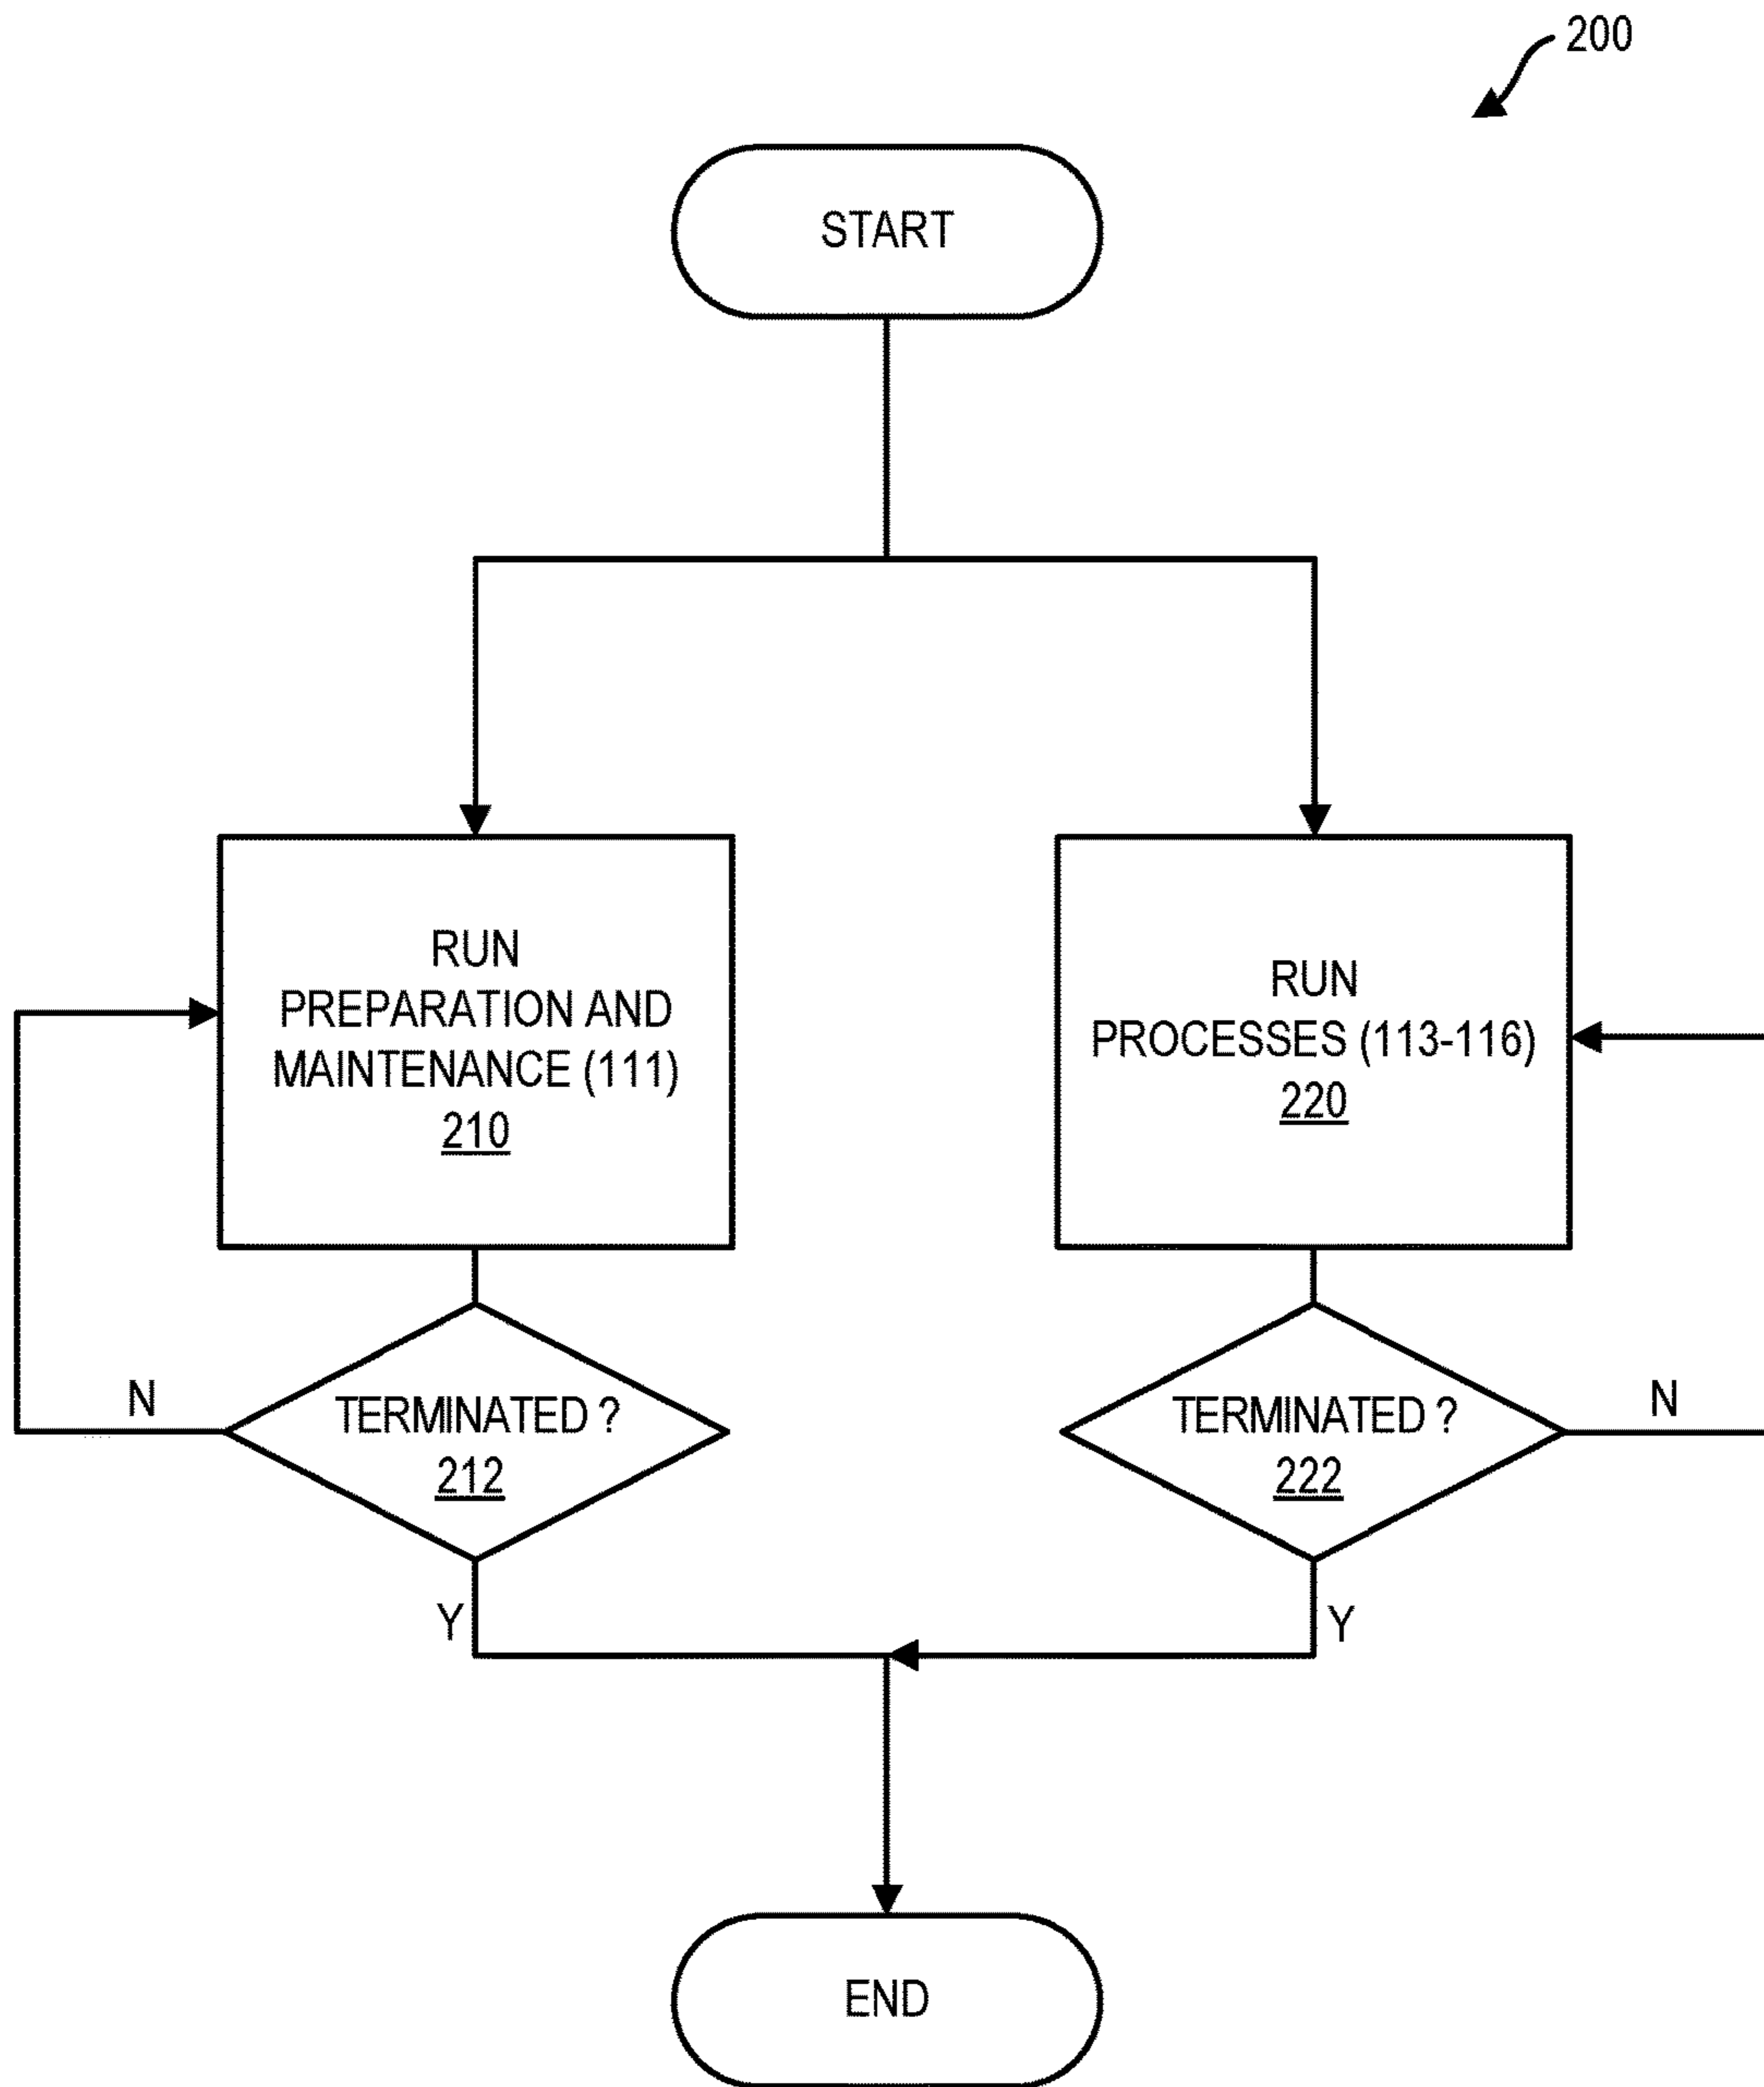 200
START
RUN
PREPARATION AND
MAINTENANCE (111)
210
RUN
PROCESSES (113-116)
220
N
TERMINATED ?
212
TERMINATED ?
222
N
Y
Y
END